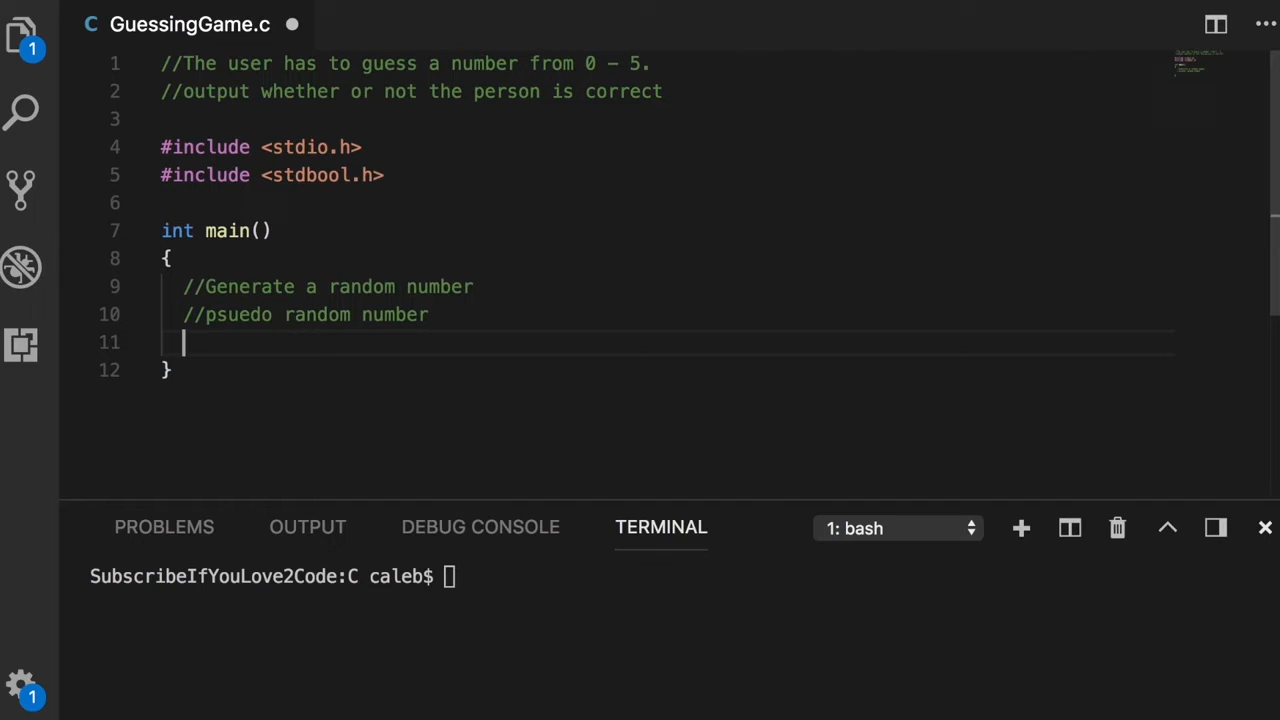 C GuessingGame.c
1
1 //The user has to guess a number from 0 - 5.
2 //output whether or not the person is correct
3
4 #include <stdio.h>
5 #include <stdbool.h>
6
7 int main()
8 {
9 //Generate a random number
10 //psuedo random number
11
12 }
PROBLEMS OUTPUT DEBUG CONSOLE TERMINAL 1: bash
SubscribeIfYouLove2Code:C caleb$
1